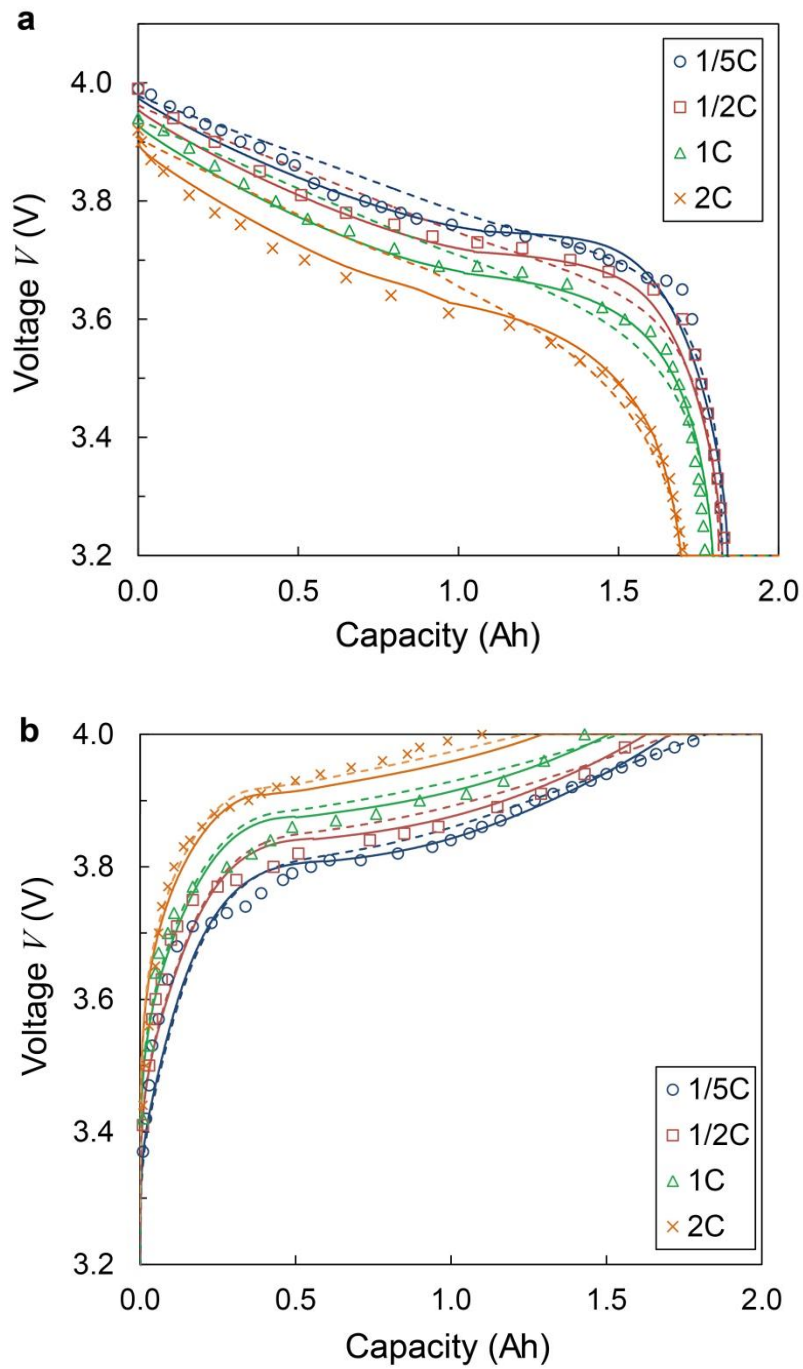 a
4.0
3.8
3.6
3.4
3.2
Voltage V (V)
1/5C
1/2C
1C
2C
0.0 0.5 1.0 1.5 2.0
Capacity (Ah)
b
4.0
3.8
3.6
3.4
3.2
Voltage V (V)
1/5C
1/2C
1C
2C
0.0 0.5 1.0 1.5 2.0
Capacity (Ah)